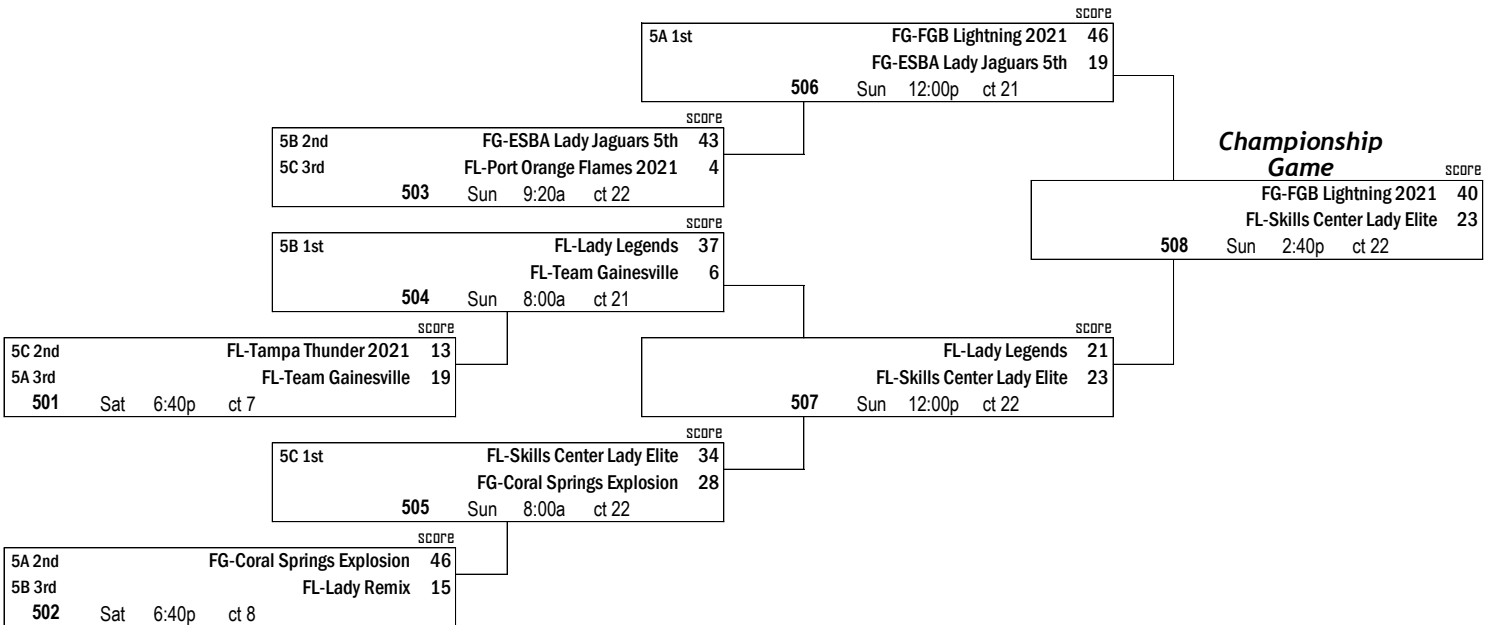 score
5A 1st FG-FGB Lightning 2021 46
FG-ESBA Lady Jaguars 5th 19
506 Sun 12:00p ct 21
score
5B 2nd FG-ESBA Lady Jaguars 5th 43
5C 3rd FL-Port Orange Flames 2021 4
503 Sun 9:20a ct 22
Championship
Game
score
FG-FGB Lightning 2021 40
FL-Skills Center Lady Elite 23
508 Sun 2:40p ct 22
score
5B 1st FL-Lady Legends 37
FL-Team Gainesville 6
504 Sun 8:00a ct 21
score
5C 2nd FL-Tampa Thunder 2021 13
5A 3rd FL-Team Gainesville 19
501 Sat 6:40p ct 7
score
FL-Lady Legends 21
FL-Skills Center Lady Elite 23
507 Sun 12:00p ct 22
score
5C 1st FL-Skills Center Lady Elite 34
FG-Coral Springs Explosion 28
505 Sun 8:00a ct 22
score
5A 2nd FG-Coral Springs Explosion 46
5B 3rd FL-Lady Remix 15
502 Sat 6:40p ct 8